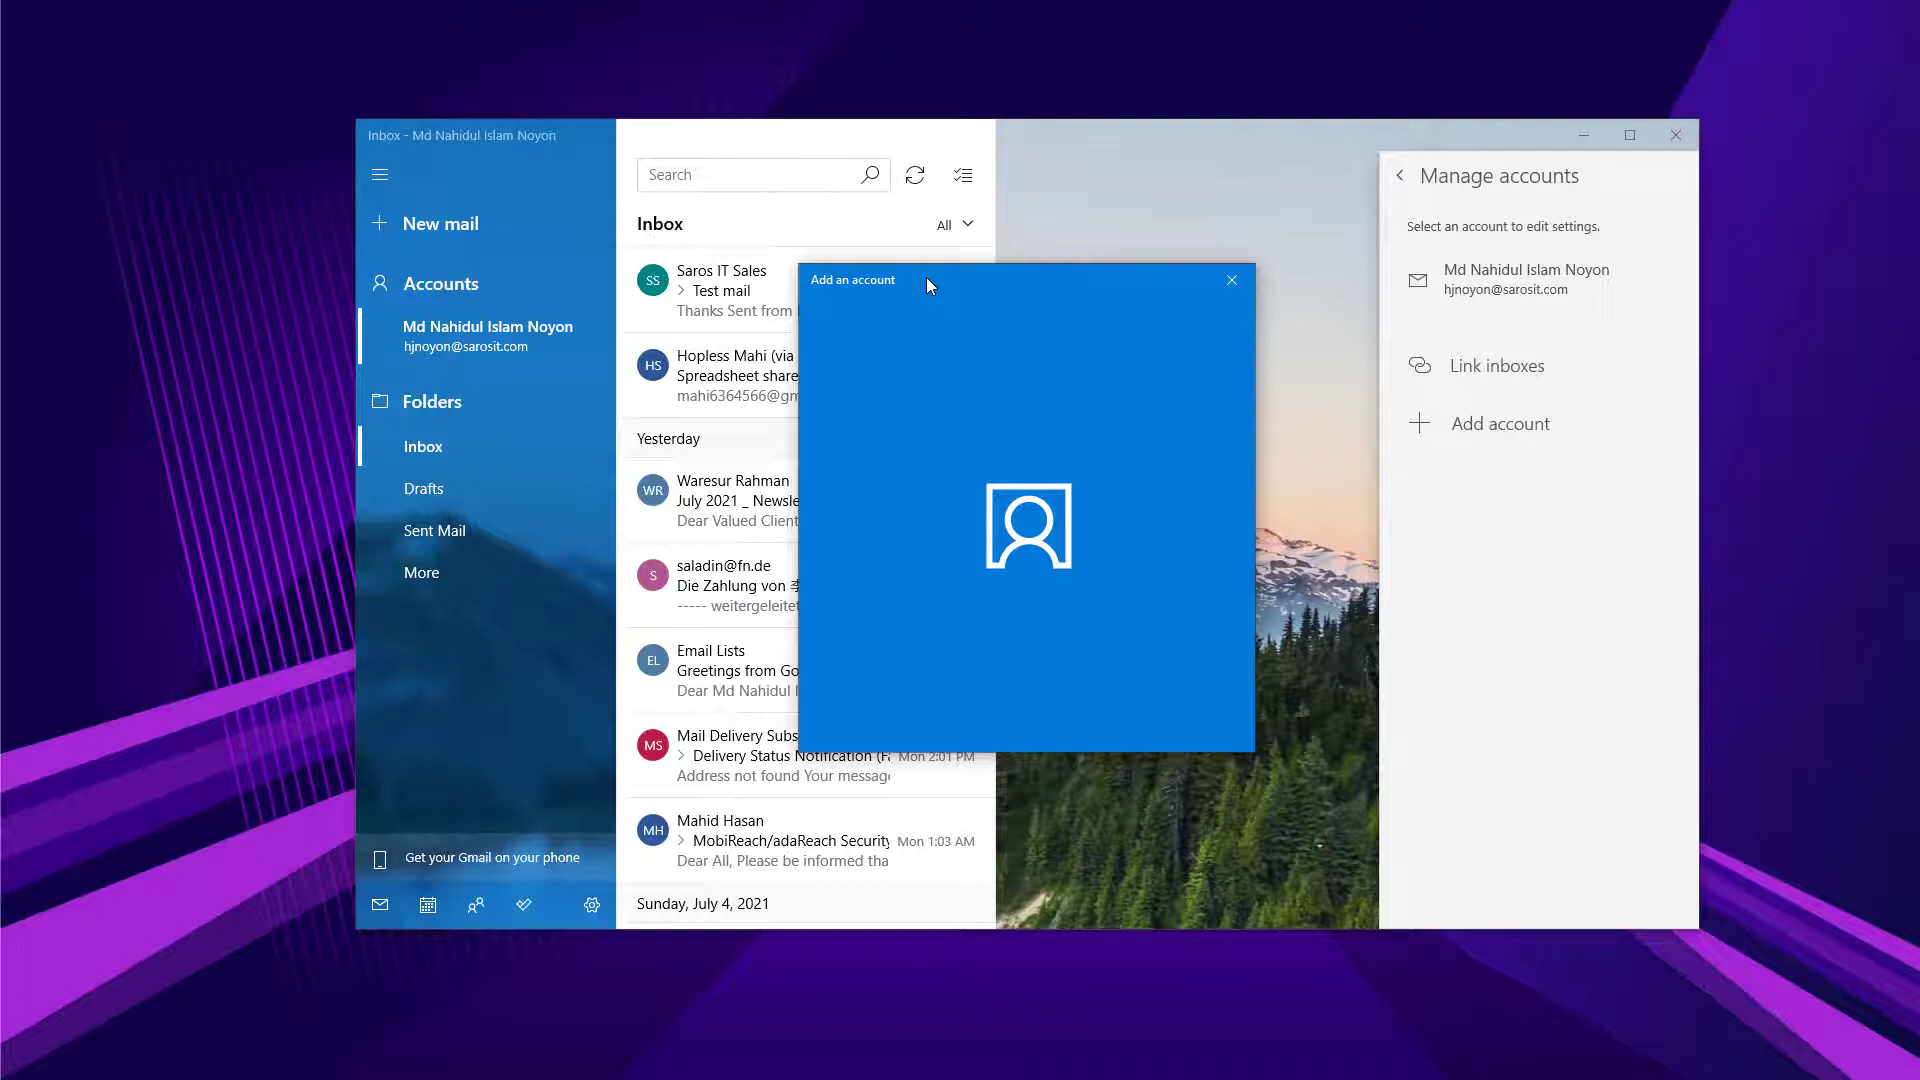 Inbox - Md Nahidul Islam Noyon
New mail
Accounts
Md Nahidul Islam Noyon
hjnoyon@sarosit.com
Folders
Inbox
Drafts
Sent Mail
More
Get your Gmail on your phone
Search
Inbox
All
SS
Saros IT Sales
Test mail
Thanks Sent from
HS
Hopless Mahi (via
Spreadsheet share
mahi6364566@gm
Yesterday
WR
Waresur Rahman
July 2021 _ Newsle
Dear Valued Client
S
saladin@fn.de
Die Zahlung von
----- weitergeleitet
EL
Email Lists
Greetings from Go
Dear Md Nahidul I
MS
Mail Delivery Subs
Delivery Status Notification (Fa Mon 2:01 PM
Address not found Your message
MH
Mahid Hasan
MobiReach/adaReach Security Mon 1:03 AM
Dear All, Please be informed tha
Sunday, July 4, 2021
Add an account
Manage accounts
Select an account to edit settings.
Md Nahidul Islam Noyon
hjnoyon@sarosit.com
Link inboxes
Add account